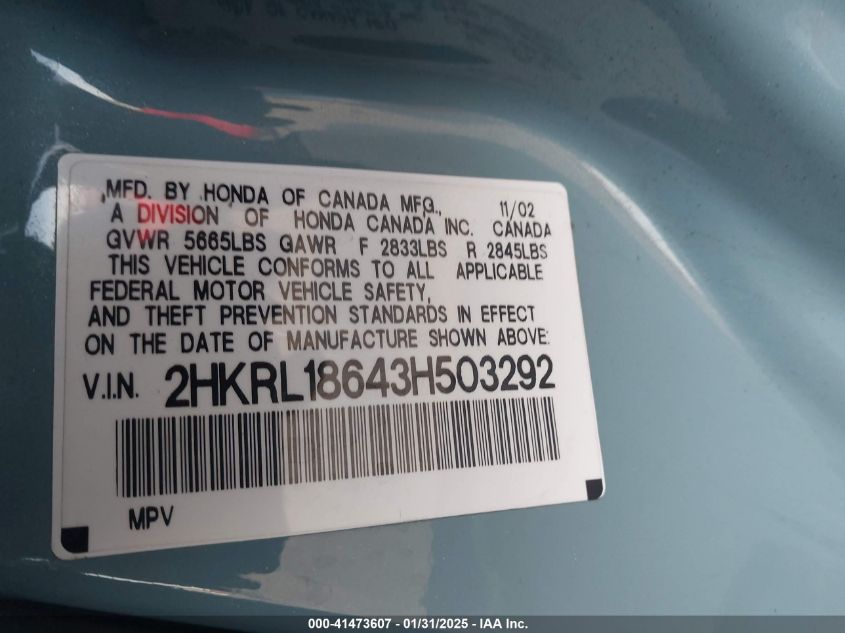 MFD. BY HONDA OF CANADA MFG., 11/02
A DIVISION OF HONDA CANADA INC. CANADA
GVWR 5665LBS GAWR F 2833LBS R 2845LBS
THIS VEHICLE CONFORMS TO ALL APPLICABLE
FEDERAL MOTOR VEHICLE SAFETY,
AND THEFT PREVENTION STANDARDS IN EFFECT
ON THE DATE OF MANUFACTURE SHOWN ABOVE:
V.I.N. 2HKRL18643H503292
MPV
000-41473607 - 01/31/2025 - IAA Inc.